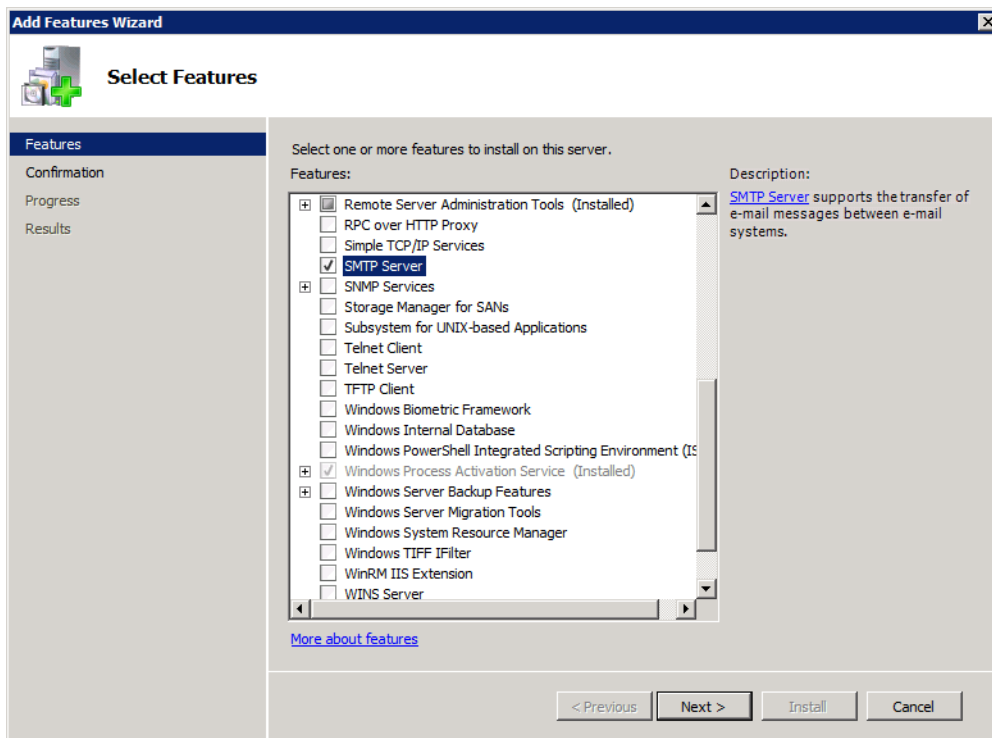 Add Features Wizard
Select Features
Features
Confirmation
Progress
Results
Select one or more features to install on this server.
Features:
Remote Server Administration Tools (Installed)
RPC over HTTP Proxy
Simple TCP/IP Services
SMTP Server
SNMP Services
Storage Manager for SANs
Subsystem for UNIX-based Applications
Telnet Client
Telnet Server
TFTP Client
Windows Biometric Framework
Windows Internal Database
Windows PowerShell Integrated Scripting Environment (IS
Windows Process Activation Service (Installed)
Windows Server Backup Features
Windows Server Migration Tools
Windows System Resource Manager
Windows TIFF IFilter
WinRM IIS Extension
WINS Server
More about features
Description:
SMTP Server supports the transfer of
e-mail messages between e-mail
systems.
< Previous
Next >
Install
Cancel